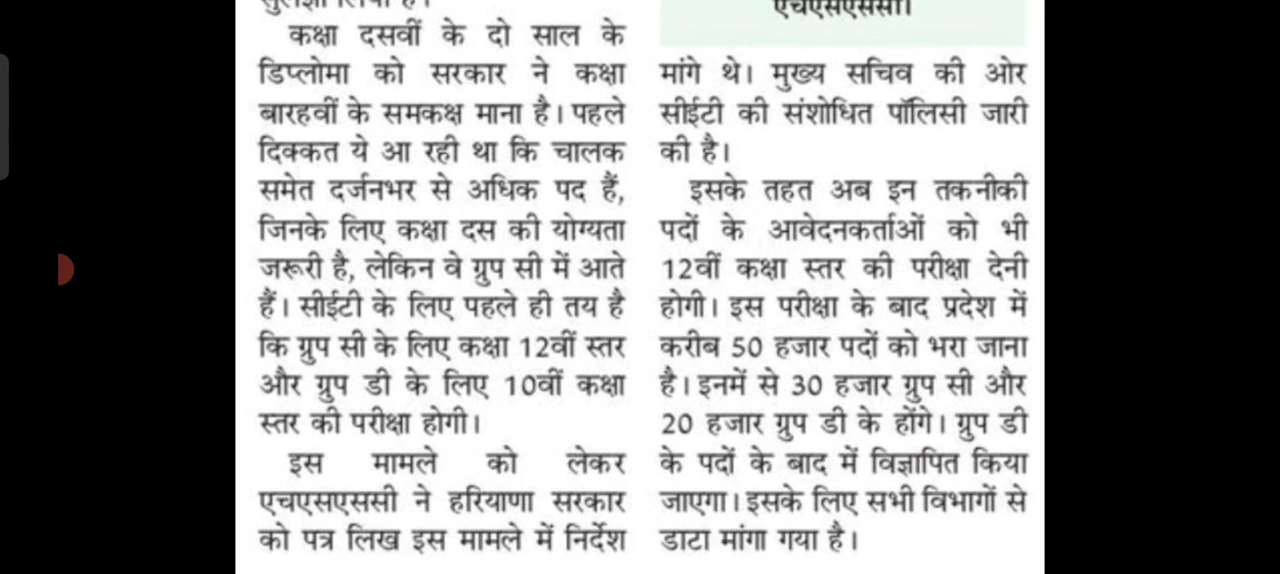 सुलझा लिया है।
कक्षा दसवीं के दो साल के
डिप्लोमा को सरकार ने कक्षा
बारहवीं के समकक्ष माना है। पहले
दिक्कत ये आ रही था कि चालक
समेत दर्जनभर से अधिक पद हैं,
जिनके लिए कक्षा दस की योग्यता
जरूरी है, लेकिन वे ग्रुप सी में आते
हैं। सीईटी के लिए पहले ही तय है
कि ग्रुप सी के लिए कक्षा 12वीं स्तर
और ग्रुप डी के लिए 10वीं कक्षा
स्तर की परीक्षा होगी।
इस मामले को लेकर
एचएसएससी ने हरियाणा सरकार
को पत्र लिख इस मामले में निर्देश
एचएसएससी।
मांगे थे। मुख्य सचिव की ओर
सीईटी की संशोधित पॉलिसी जारी
की है।
इसके तहत अब इन तकनीकी
पदों के आवेदनकर्ताओं को भी
12वीं कक्षा स्तर की परीक्षा देनी
होगी। इस परीक्षा के बाद प्रदेश में
करीब 50 हजार पदों को भरा जाना
है। इनमें से 30 हजार ग्रुप सी और
20 हजार ग्रुप डी के होंगे। ग्रुप डी
के पदों के बाद में विज्ञापित किया
जाएगा। इसके लिए सभी विभागों से
डाटा मांगा गया है।